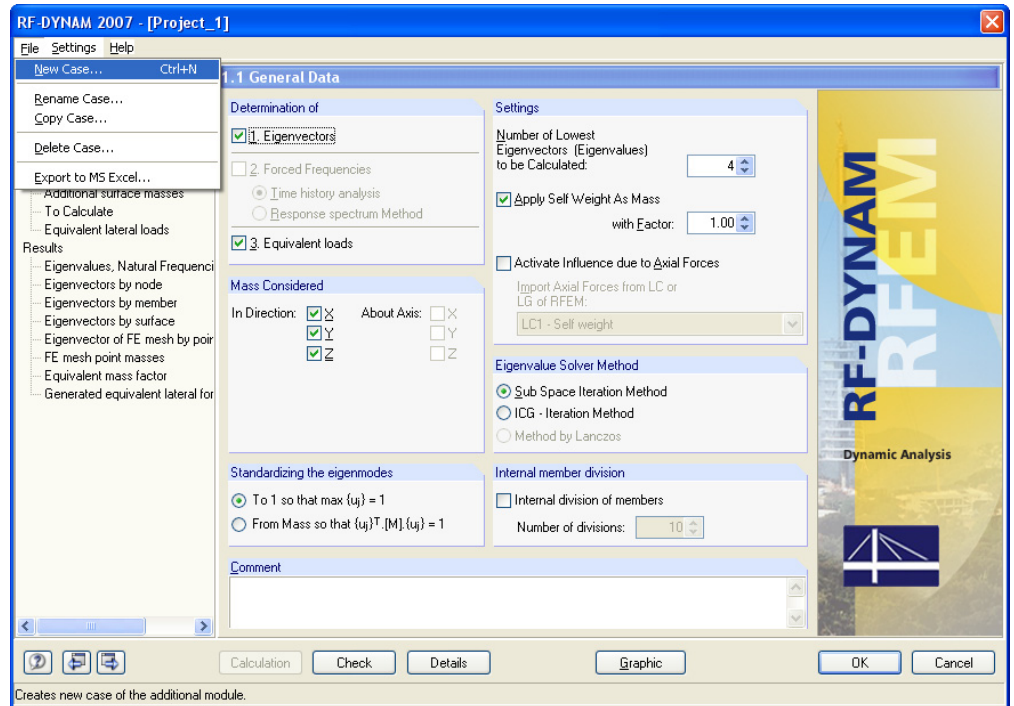 RF-DYNAM 2007 - [Project_1]
File Settings Help
New Case... Ctrl+N
Rename Case...
Copy Case...
Delete Case...
Export to MS Excel...
Additional surface masses
To Calculate
Equivalent lateral loads
Results
Eigenvalues, Natural Frequenci
Eigenvectors by node
Eigenvectors by member
Eigenvectors by surface
Eigenvector of FE mesh by poir
FE mesh point masses
Equivalent mass factor
Generated equivalent lateral for
1.1 General Data
Determination of
1. Eigenvectors
2. Forced Frequencies
Time history analysis
Response spectrum Method
3. Equivalent loads
Mass Considered
In Direction: X About Axis: X
Y Y
Z Z
Standardizing the eigenmodes
To 1 so that max {uj} = 1
From Mass so that {uj}T.[M].{uj} = 1
Settings
Number of Lowest
Eigenvectors (Eigenvalues)
to be Calculated: 4
Apply Self Weight As Mass
with Factor: 1.00
Activate Influence due to Axial Forces
Import Axial Forces from LC or
LG of RFEM:
LC1 - Self weight
Eigenvalue Solver Method
Sub Space Iteration Method
ICG - Iteration Method
Method by Lanczos
Internal member division
Internal division of members
Number of divisions: 10
Comment
RF-DYNAM
RFEM
Dynamic Analysis
Calculation Check Details Graphic OK Cancel
Creates new case of the additional module.